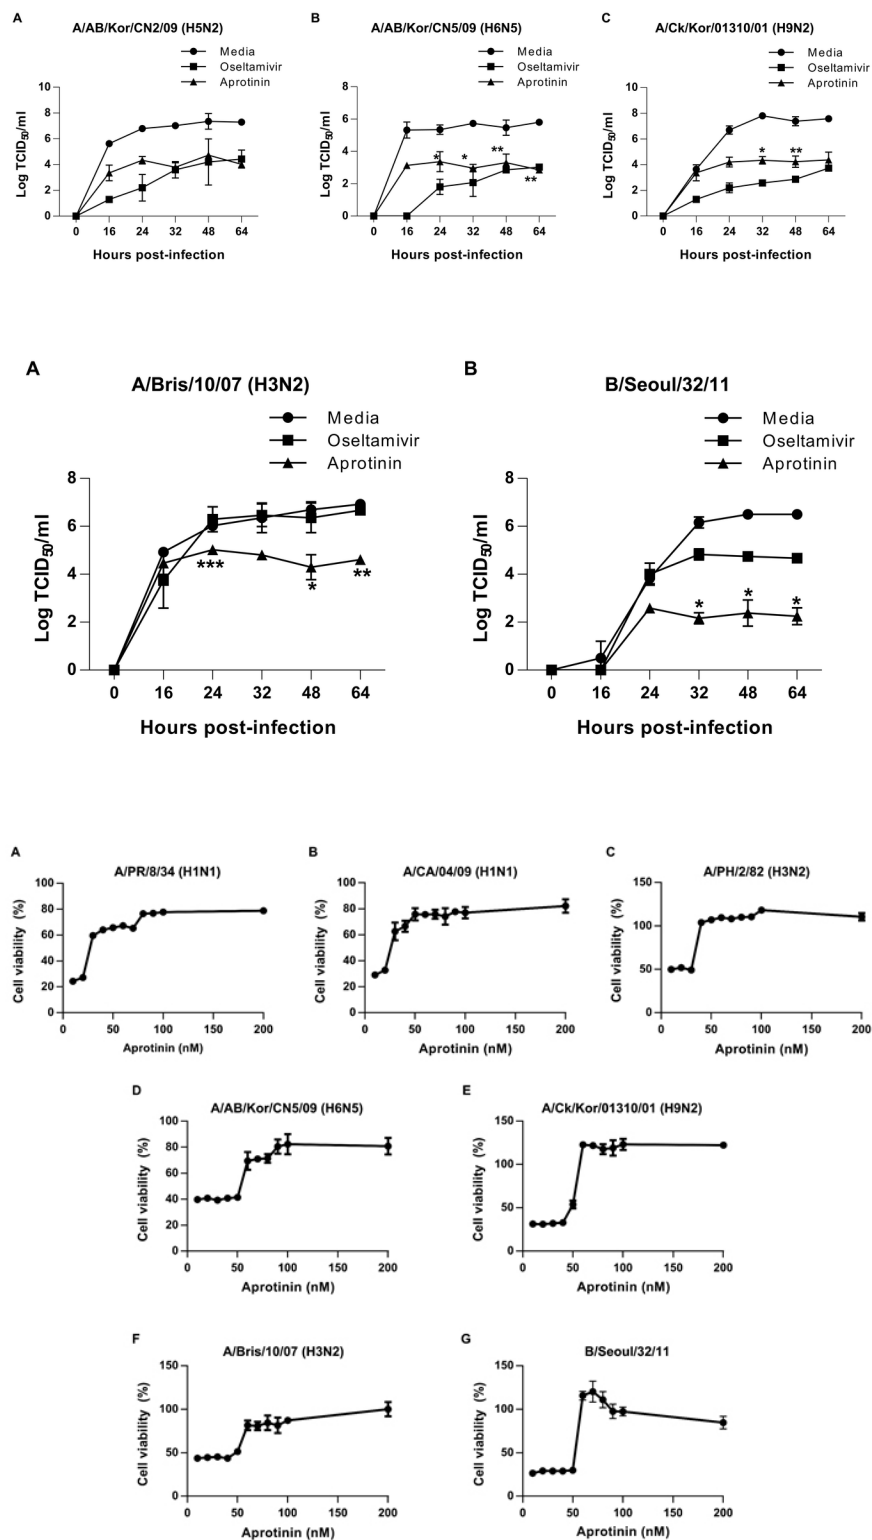 A
A/AB/Kor/CN2/09 (H5N2)
Media
Oseltamivir
Aprotinin
Log TCID50/ml
10
8
6
4
2
0
0 16 24 32 48 64
Hours post-infection
B
A/AB/Kor/CN5/09 (H6N5)
Media
Oseltamivir
Aprotinin
Log TCID50/ml
8
6
4
2
0
* * ** **
0 16 24 32 48 64
Hours post-infection
C
A/Ck/Kor/01310/01 (H9N2)
Media
Oseltamivir
Aprotinin
Log TCID50/ml
10
8
6
4
2
0
* **
0 16 24 32 48 64
Hours post-infection
A
A/Bris/10/07 (H3N2)
Media
Oseltamivir
Aprotinin
Log TCID50/ml
8
6
4
2
0
*** * **
0 16 24 32 48 64
Hours post-infection
B
B/Seoul/32/11
Media
Oseltamivir
Aprotinin
Log TCID50/ml
8
6
4
2
0
* * *
0 16 24 32 48 64
Hours post-infection
A
A/PR/8/34 (H1N1)
Cell viability (%)
100
80
60
40
20
0
0 50 100 150 200
Aprotinin (nM)
B
A/CA/04/09 (H1N1)
Cell viability (%)
100
80
60
40
20
0
0 50 100 150 200
Aprotinin (nM)
C
A/PH/2/82 (H3N2)
Cell viability (%)
150
100
50
0
0 50 100 150 200
Aprotinin (nM)
D
A/AB/Kor/CN5/09 (H6N5)
Cell viability (%)
100
80
60
40
20
0
0 50 100 150 200
Aprotinin (nM)
E
A/Ck/Kor/01310/01 (H9N2)
Cell viability (%)
150
100
50
0
0 50 100 150 200
Aprotinin (nM)
F
A/Bris/10/07 (H3N2)
Cell viability (%)
150
100
50
0
0 50 100 150 200
Aprotinin (nM)
G
B/Seoul/32/11
Cell viability (%)
150
100
50
0
0 50 100 150 200
Aprotinin (nM)